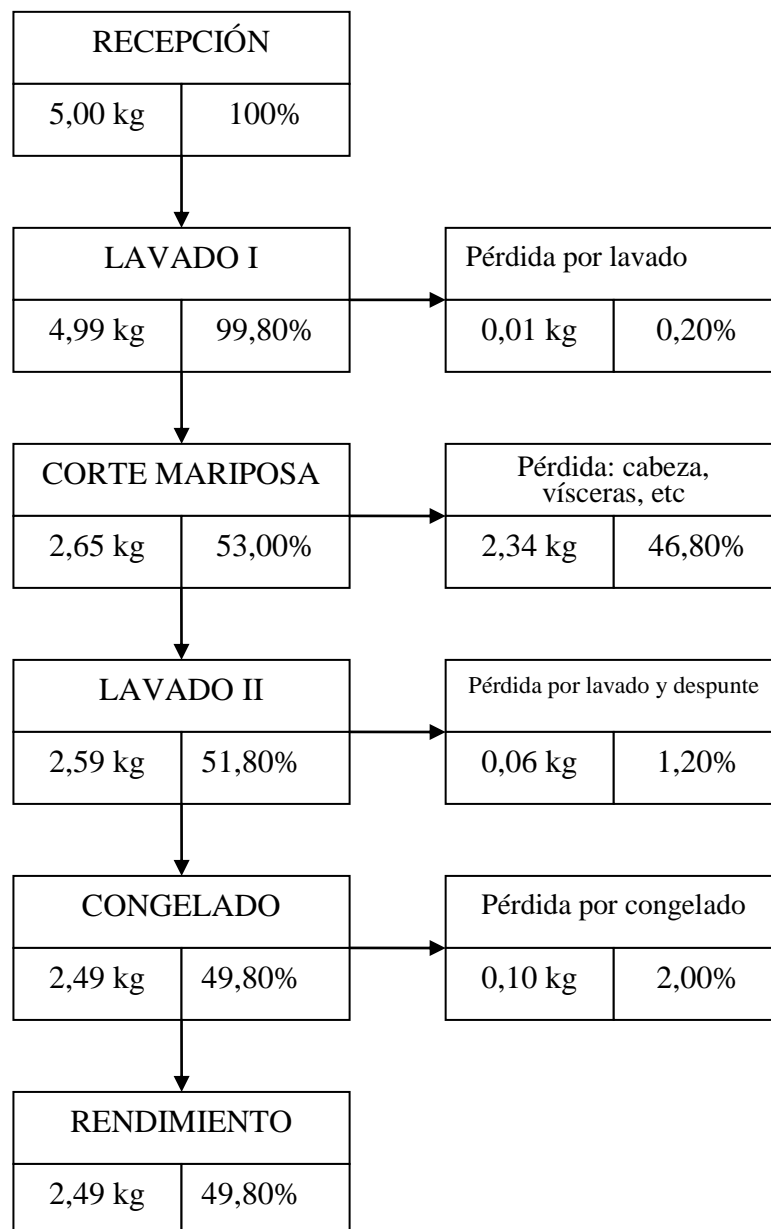 RECEPCIÓN
5,00 kg 100%
LAVADO I
4,99 kg 99,80%
Pérdida por lavado
0,01 kg 0,20%
CORTE MARIPOSA
2,65 kg 53,00%
Pérdida: cabeza,
vísceras, etc
2,34 kg 46,80%
LAVADO II
2,59 kg 51,80%
Pérdida por lavado y despunte
0,06 kg 1,20%
CONGELADO
2,49 kg 49,80%
Pérdida por congelado
0,10 kg 2,00%
RENDIMIENTO
2,49 kg 49,80%